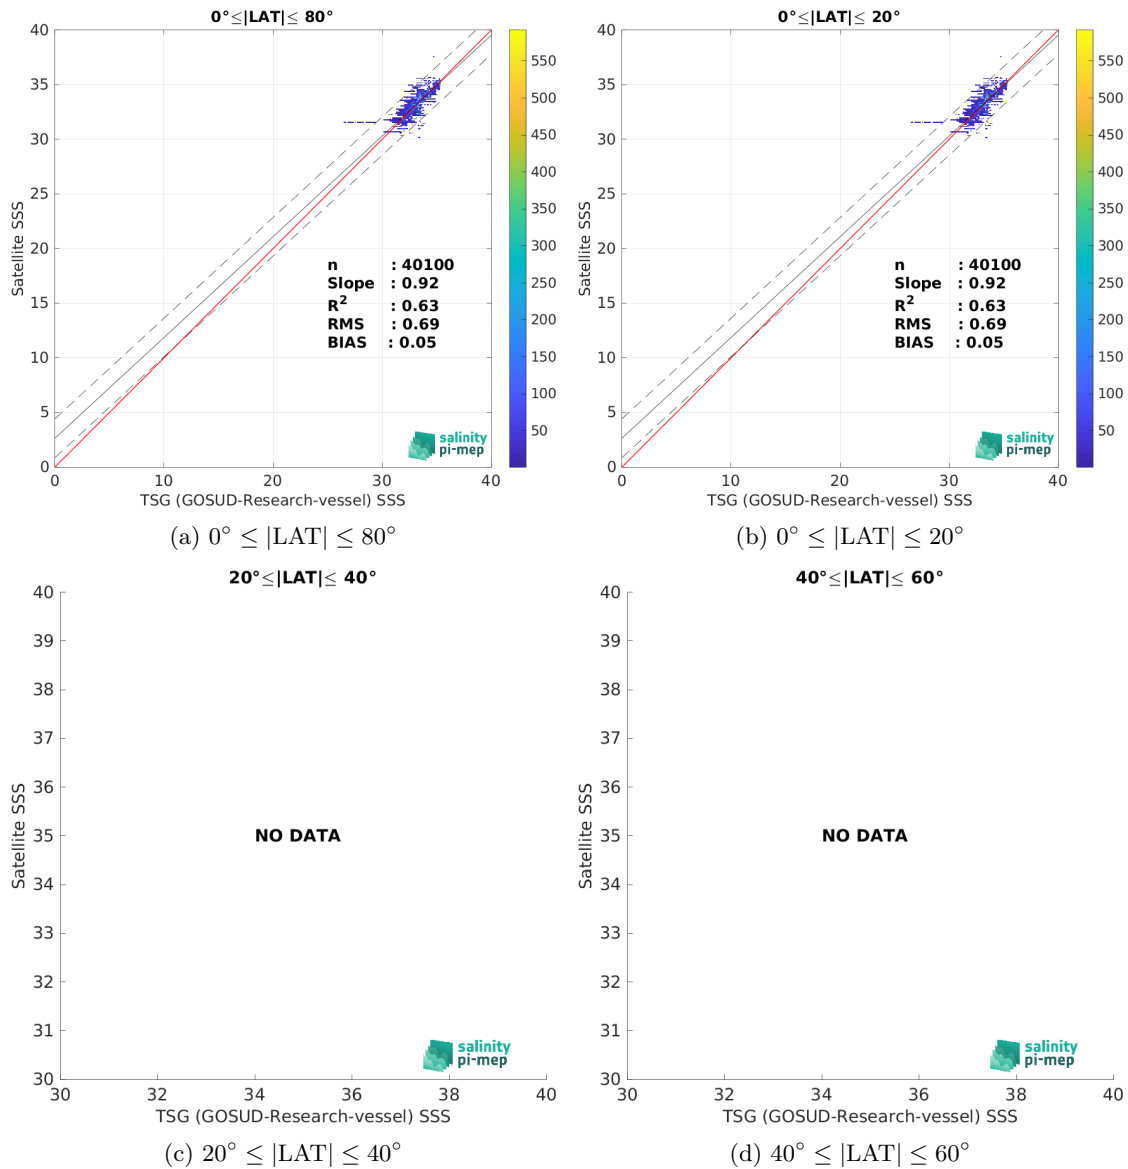 0°≤|LAT|≤ 80°
40
35
30
25
20
15
10
5
0
Satellite SSS
n : 40100
Slope : 0.92
R2 : 0.63
RMS : 0.69
BIAS : 0.05
salinity
pi-mep
0 10 20 30 40
TSG (GOSUD-Research-vessel) SSS
550
500
450
400
350
300
250
200
150
100
50
(a) 0° ≤ |LAT| ≤ 80°
0°≤|LAT|≤ 20°
40
35
30
25
20
15
10
5
0
Satellite SSS
n : 40100
Slope : 0.92
R2 : 0.63
RMS : 0.69
BIAS : 0.05
salinity
pi-mep
0 10 20 30 40
TSG (GOSUD-Research-vessel) SSS
550
500
450
400
350
300
250
200
150
100
50
(b) 0° ≤ |LAT| ≤ 20°
20°≤|LAT|≤ 40°
40
39
38
37
36
35
34
33
32
31
30
Satellite SSS
NO DATA
salinity
pi-mep
30 32 34 36 38 40
TSG (GOSUD-Research-vessel) SSS
(c) 20° ≤ |LAT| ≤ 40°
40°≤|LAT|≤ 60°
40
39
38
37
36
35
34
33
32
31
30
Satellite SSS
NO DATA
salinity
pi-mep
30 32 34 36 38 40
TSG (GOSUD-Research-vessel) SSS
(d) 40° ≤ |LAT| ≤ 60°